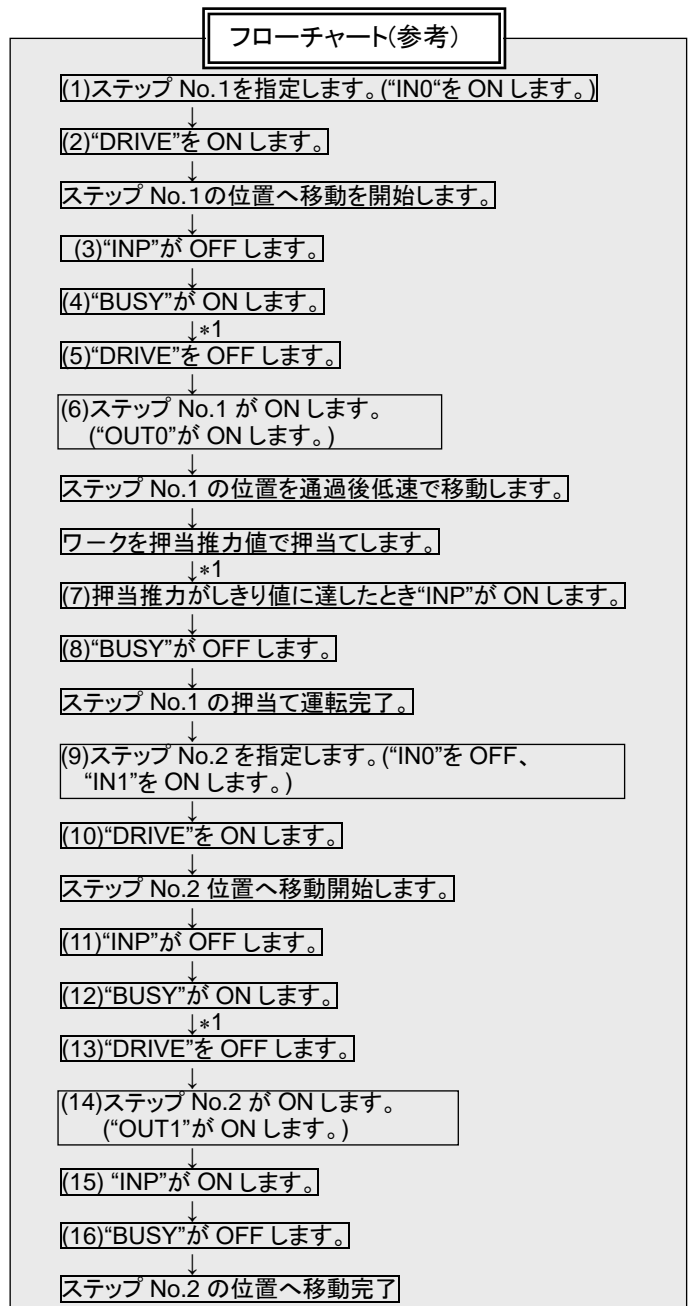 フローチャート(参考)
(1)ステップ No.1を指定します。(“IN0“を ON します。)
↓
(2)“DRIVE”を ON します。
↓
ステップ No.1の位置へ移動を開始します。
↓
(3)“INP”が OFF します。
↓
(4)“BUSY”が ON します。
↓*1
(5)“DRIVE”を OFF します。
↓
(6)ステップ No.1 が ON します。
(“OUT0”が ON します。)
↓
ステップ No.1 の位置を通過後低速で移動します。
↓
ワークを押当推力値で押当てします。
↓*1
(7)押当推力がしきり値に達したとき“INP”が ON します。
↓
(8)“BUSY”が OFF します。
↓
ステップ No.1 の押当て運転完了。
↓
(9)ステップ No.2 を指定します。(“IN0”を OFF、
“IN1”を ON します。)
↓
(10)“DRIVE”を ON します。
↓
ステップ No.2 位置へ移動開始します。
↓
(11)“INP”が OFF します。
↓
(12)“BUSY”が ON します。
↓*1
(13)“DRIVE”を OFF します。
↓
(14)ステップ No.2 が ON します。
(“OUT1”が ON します。)
↓
(15) “INP”が ON します。
↓
(16)“BUSY”が OFF します。
↓
ステップ No.2 の位置へ移動完了